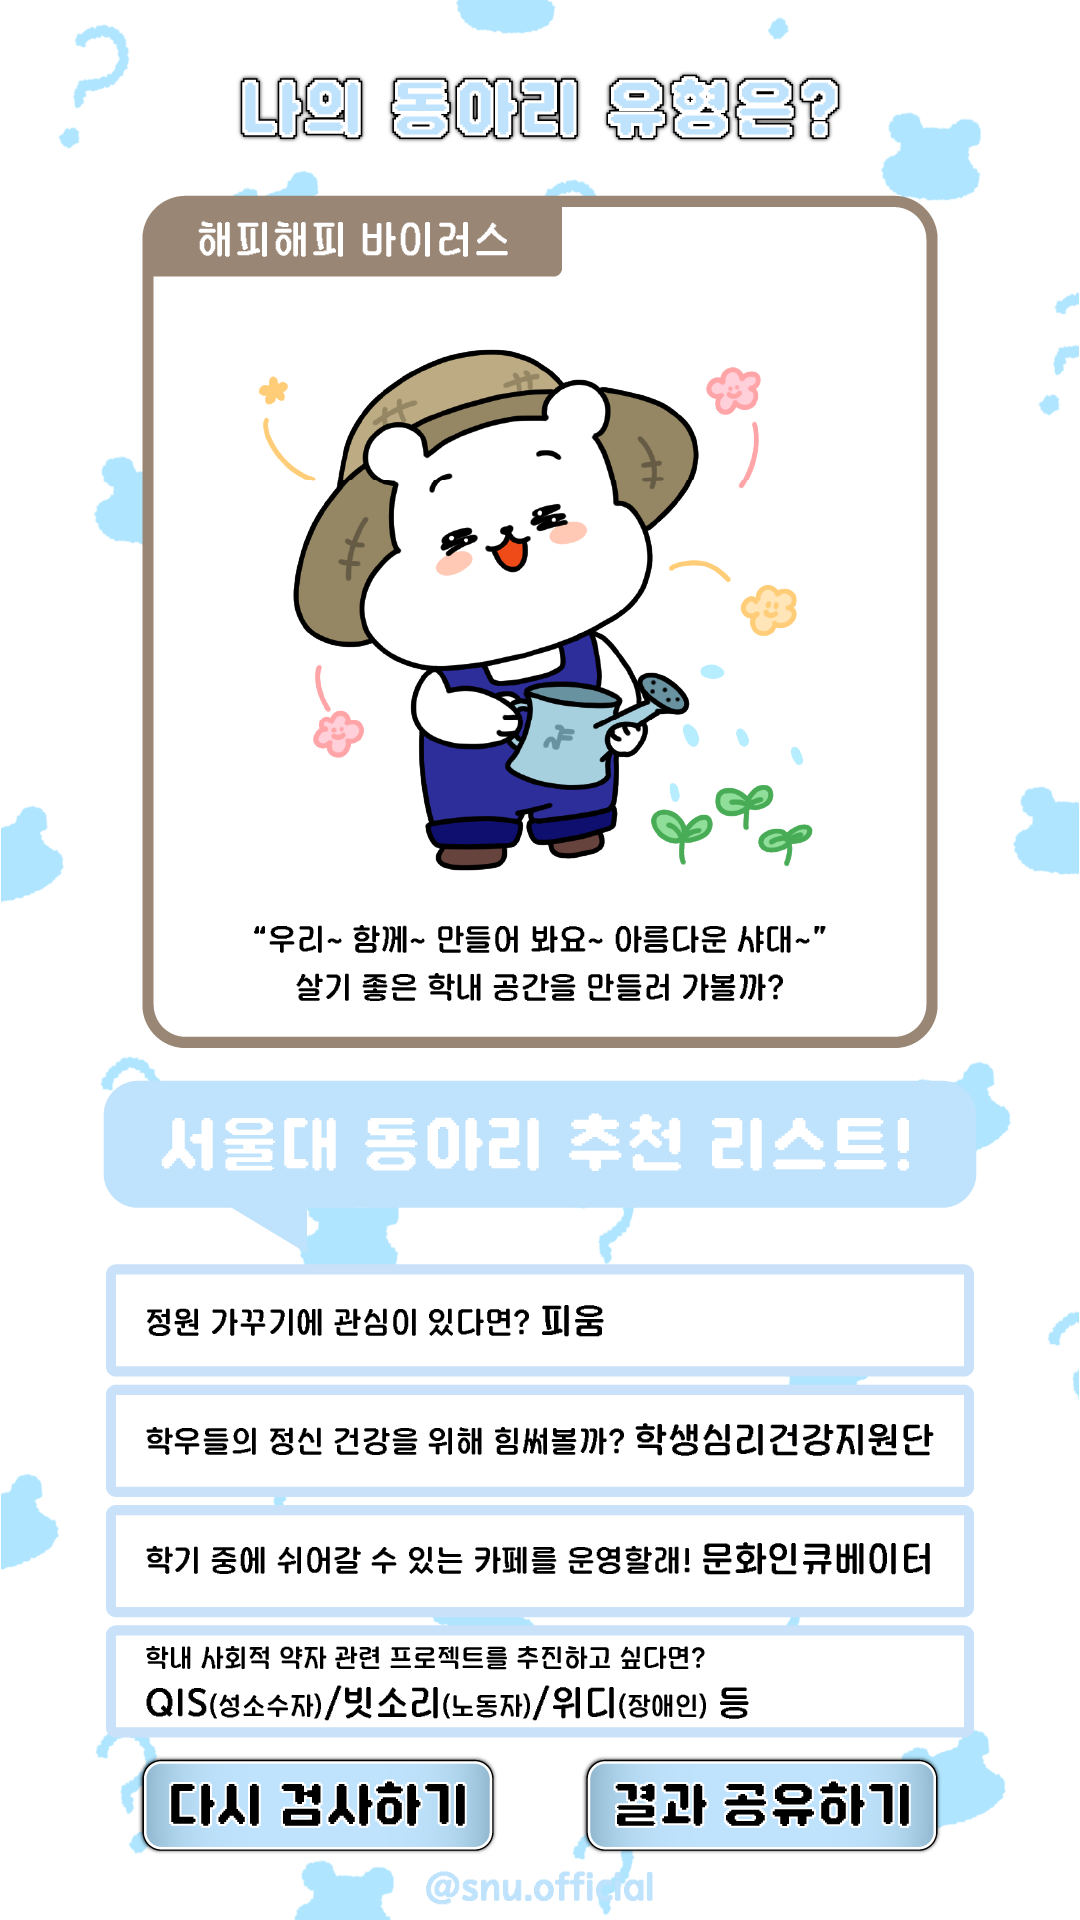 나의 동아리 유형은?
해피해피 바이러스
“우리~ 함께~ 만들어 봐요~ 아름다운 샤대~”
살기 좋은 학내 공간을 만들러 가볼까?
서울대 동아리 추천 리스트!
정원 가꾸기에 관심이 있다면? 피움
학우들의 정신 건강을 위해 힘써볼까? 학생심리건강지원단
학기 중에 쉬어갈 수 있는 카페를 운영할래! 문화인큐베이터
학내 사회적 약자 관련 프로젝트를 추진하고 싶다면?
QIS(성소수자)/빗소리(노동자)/위디(장애인) 등
다시 검사하기
결과 공유하기
@snu.official